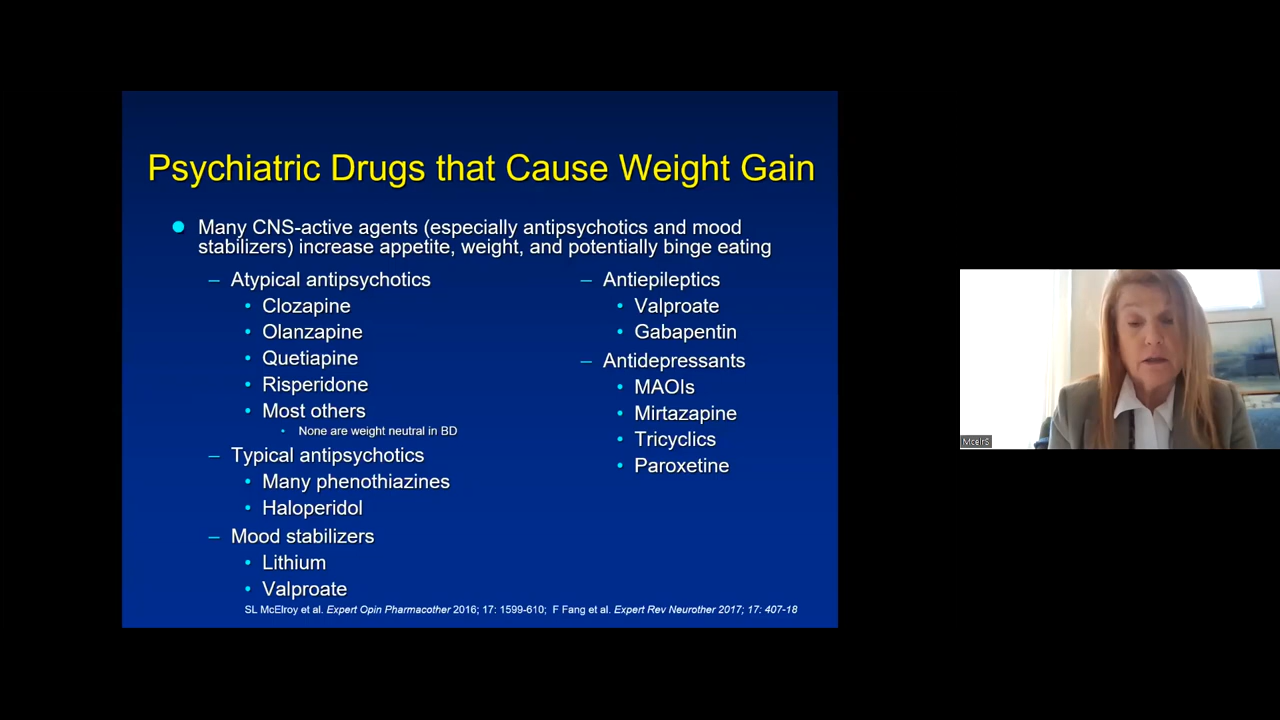 Psychiatric Drugs that Cause Weight Gain
● Many CNS-active agents (especially antipsychotics and mood
stabilizers) increase appetite, weight, and potentially binge eating
– Atypical antipsychotics
• Clozapine
• Olanzapine
• Quetiapine
• Risperidone
• Most others
• None are weight neutral in BD
– Typical antipsychotics
• Many phenothiazines
• Haloperidol
– Mood stabilizers
• Lithium
• Valproate
– Antiepileptics
• Valproate
• Gabapentin
– Antidepressants
• MAOIs
• Mirtazapine
• Tricyclics
• Paroxetine
SL McElroy et al. Expert Opin Pharmacother 2016; 17: 1599-610; F Fang et al. Expert Rev Neurother 2017; 17: 407-18
McelrS